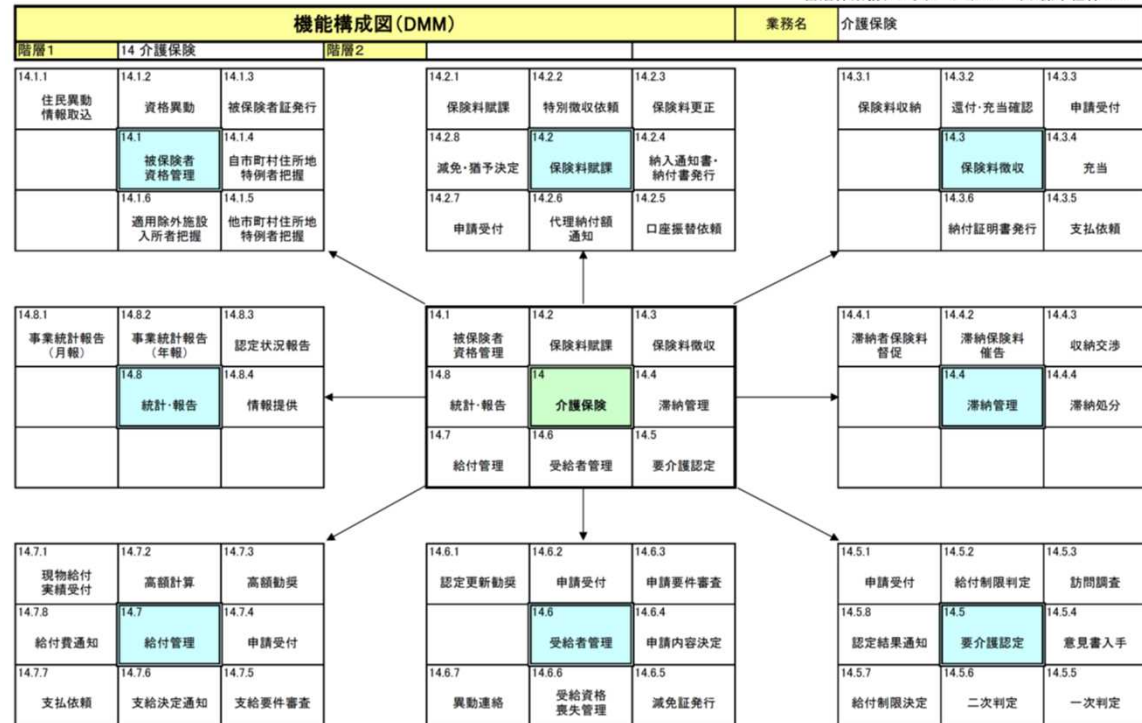 機能構成図(DMM)
業務名
介護保険
階層1
14 介護保険
階層2
14.1.1
住民異動
情報取込
14.1.2
資格異動
14.1.3
被保険者証発行
14.1
被保険者
資格管理
14.1.4
自市町村住所地
特例者把握
14.1.6
適用除外施設
入所者把握
14.1.5
他市町村住所地
特例者把握
14.2.1
保険料賦課
14.2.2
特別徴収依頼
14.2.3
保険料更正
14.2.8
減免・猶予決定
14.2
保険料賦課
14.2.4
納入通知書・
納付書発行
14.2.7
申請受付
14.2.6
代理納付額
通知
14.2.5
口座振替依頼
14.3.1
保険料収納
14.3.2
還付・充当確認
14.3.3
申請受付
14.3
保険料徴収
14.3.4
充当
14.3.6
納付証明書発行
14.3.5
支払依頼
14.8.1
事業統計報告
(月報)
14.8.2
事業統計報告
(年報)
14.8.3
認定状況報告
14.8
統計・報告
14.8.4
情報提供
14.1
被保険者
資格管理
14.2
保険料賦課
14.3
保険料徴収
14.8
統計・報告
14
介護保険
14.4
滞納管理
14.7
給付管理
14.6
受給者管理
14.5
要介護認定
14.4.1
滞納者保険料
督促
14.4.2
滞納保険料
催告
14.4.3
収納交渉
14.4
滞納管理
14.4.4
滞納処分
14.7.1
現物給付
実績受付
14.7.2
高額計算
14.7.3
高額勧奨
14.7.8
給付費通知
14.7
給付管理
14.7.4
申請受付
14.7.7
支払依頼
14.7.6
支給決定通知
14.7.5
支給要件審査
14.6.1
認定更新勧奨
14.6.2
申請受付
14.6.3
申請要件審査
14.6
受給者管理
14.6.4
申請内容決定
14.6.7
異動連絡
14.6.6
受給資格
喪失管理
14.6.5
減免証発行
14.5.1
申請受付
14.5.2
給付制限判定
14.5.3
訪問調査
14.5.8
認定結果通知
14.5
要介護認定
14.5.4
意見書入手
14.5.7
給付制限決定
14.5.6
二次判定
14.5.5
一次判定